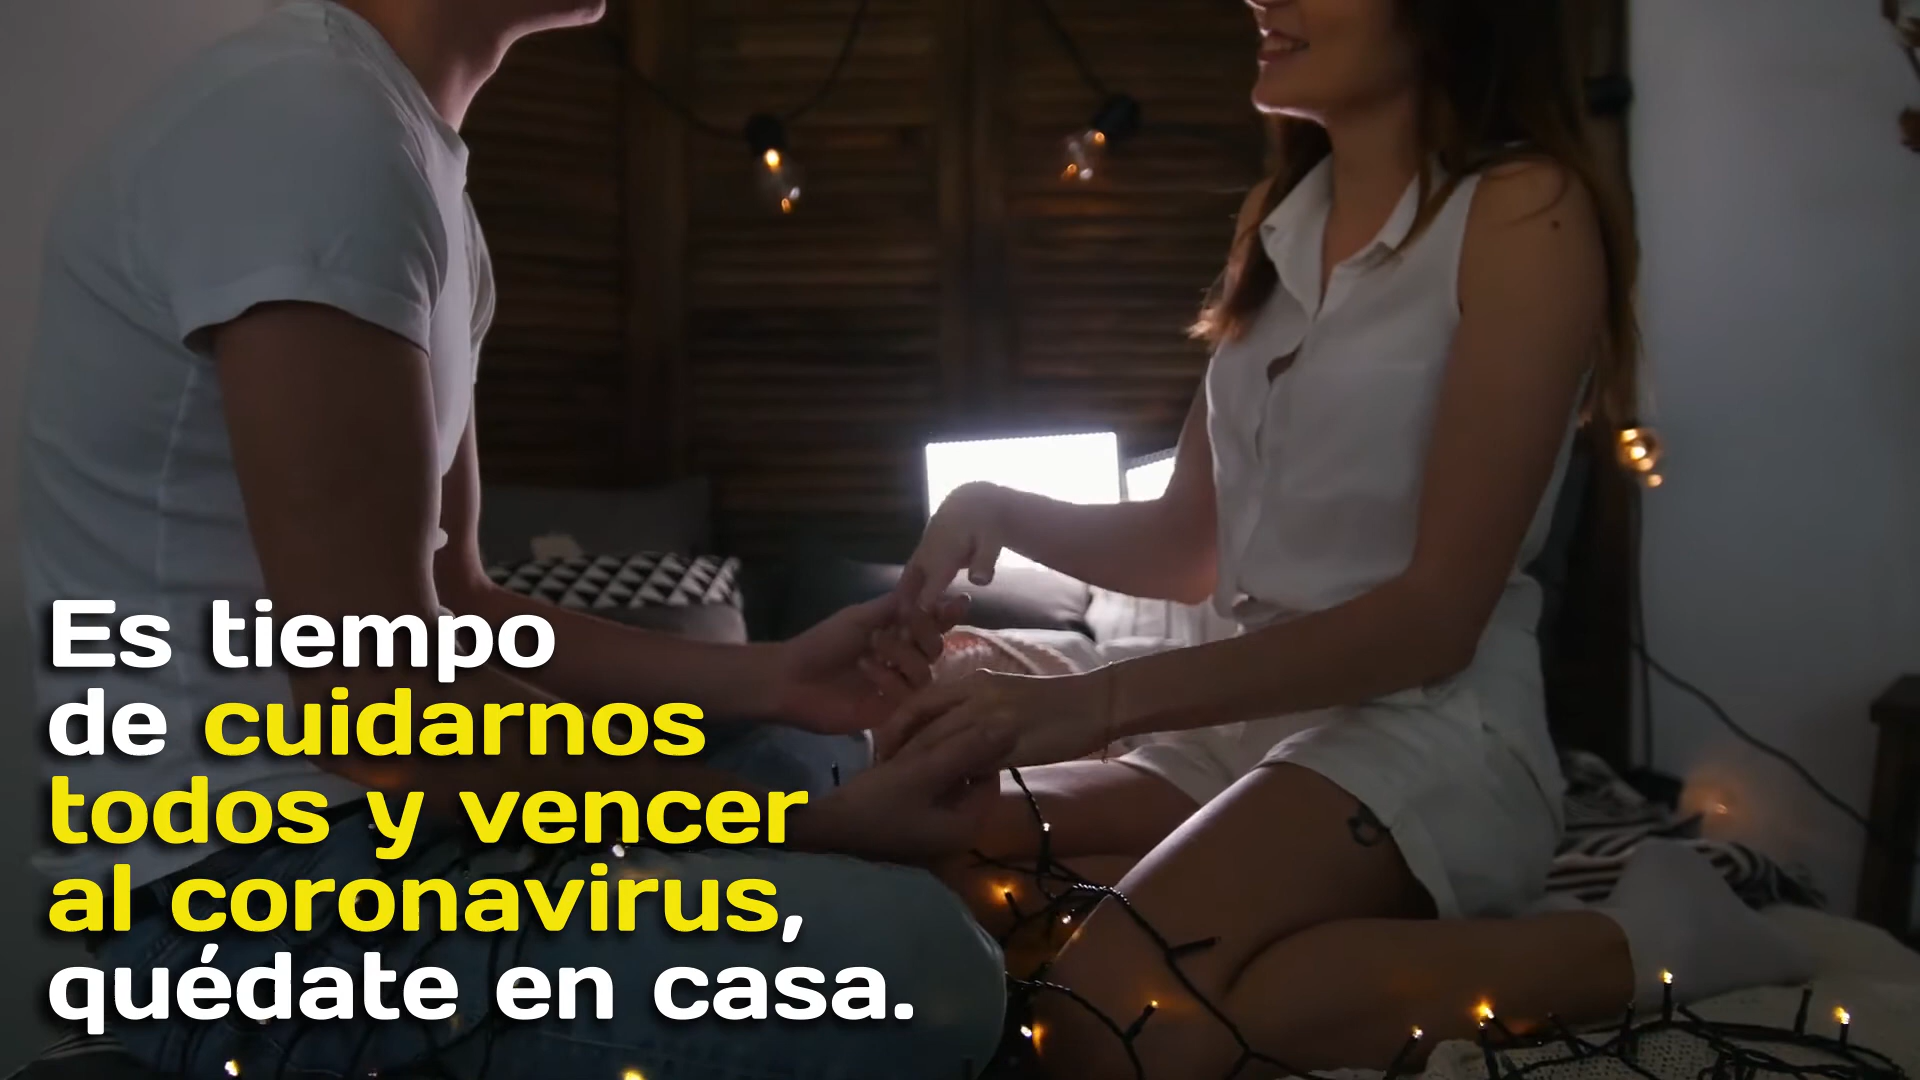 Es tiempo
de cuidarnos
todos y vencer
al coronavirus,
quédate en casa.